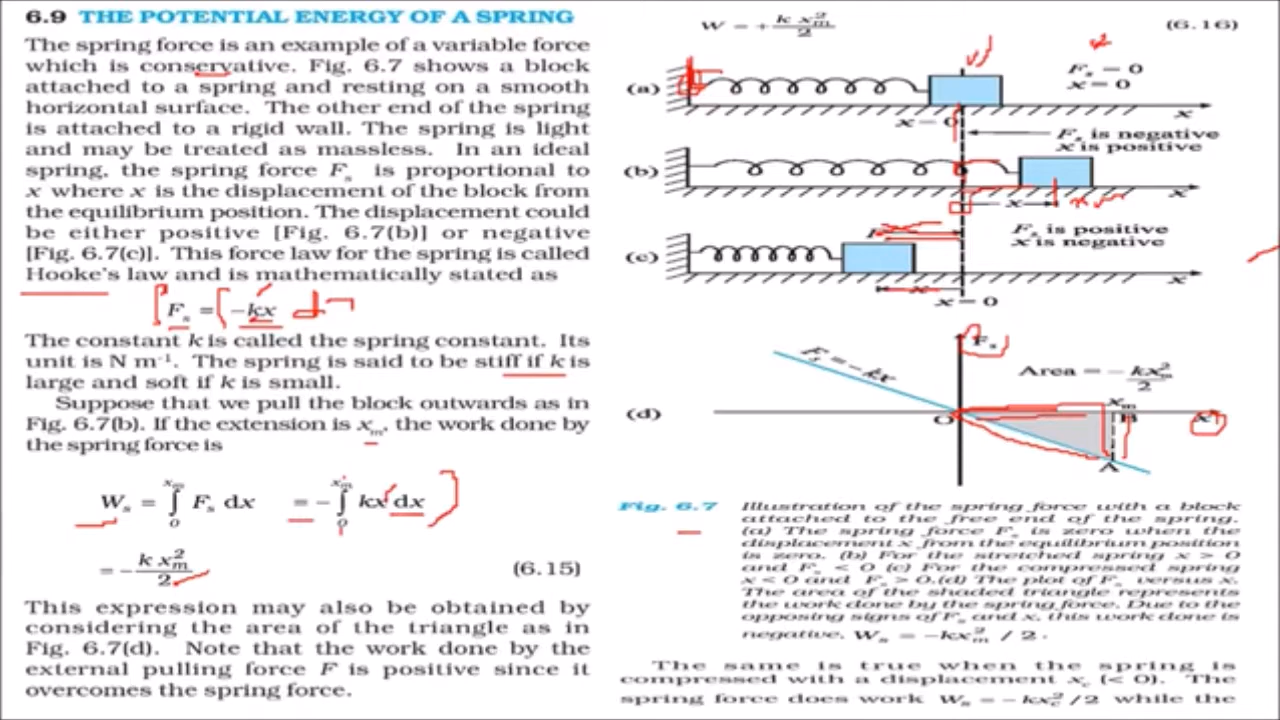 6.9 THE POTENTIAL ENERGY OF A SPRING
The spring force is an example of a variable force
which is conservative. Fig. 6.7 shows a block
attached to a spring and resting on a smooth
horizontal surface. The other end of the spring
is attached to a rigid wall. The spring is light
and may be treated as massless. In an ideal
spring, the spring force Fs is proportional to
x where x is the displacement of the block from
the equilibrium position. The displacement could
be either positive [Fig. 6.7(b)] or negative
[Fig. 6.7(c)]. This force law for the spring is called
Hooke's law and is mathematically stated as
Fs = −kx
The constant k is called the spring constant. Its
unit is N m⁻¹. The spring is said to be stiff if k is
large and soft if k is small.
Suppose that we pull the block outwards as in
Fig. 6.7(b). If the extension is xm, the work done by
the spring force is
Ws = ∫₀^xm Fs dx = − ∫₀^xm kx dx
= − k xm² / 2 (6.15)
This expression may also be obtained by
considering the area of the triangle as in
Fig. 6.7(d). Note that the work done by the
external pulling force F is positive since it
overcomes the spring force.
W = + k xm² / 2 (6.16)
(a)
Fs = 0
x = 0
x
x = 0
Fs is negative
x is positive
(b)
x
x
Fs is positive
x is negative
(c)
x
x
x = 0
Fs
Fs = −kx
Area = − kxm² / 2
(d)
O
xm
B
x
A
Fig. 6.7 Illustration of the spring force with a block
attached to the free end of the spring.
(a) The spring force Fs is zero when the
displacement x from the equilibrium position
is zero. (b) For the stretched spring x > 0
and Fs < 0 (c) For the compressed spring
x < 0 and Fs > 0.(d) The plot of Fs versus x.
The area of the shaded triangle represents
the work done by the spring force. Due to the
opposing signs of Fs and x, this work done is
negative, Ws = −kxm² / 2 .
The same is true when the spring is
compressed with a displacement xc (< 0). The
spring force does work Ws = − kxc² / 2 while the